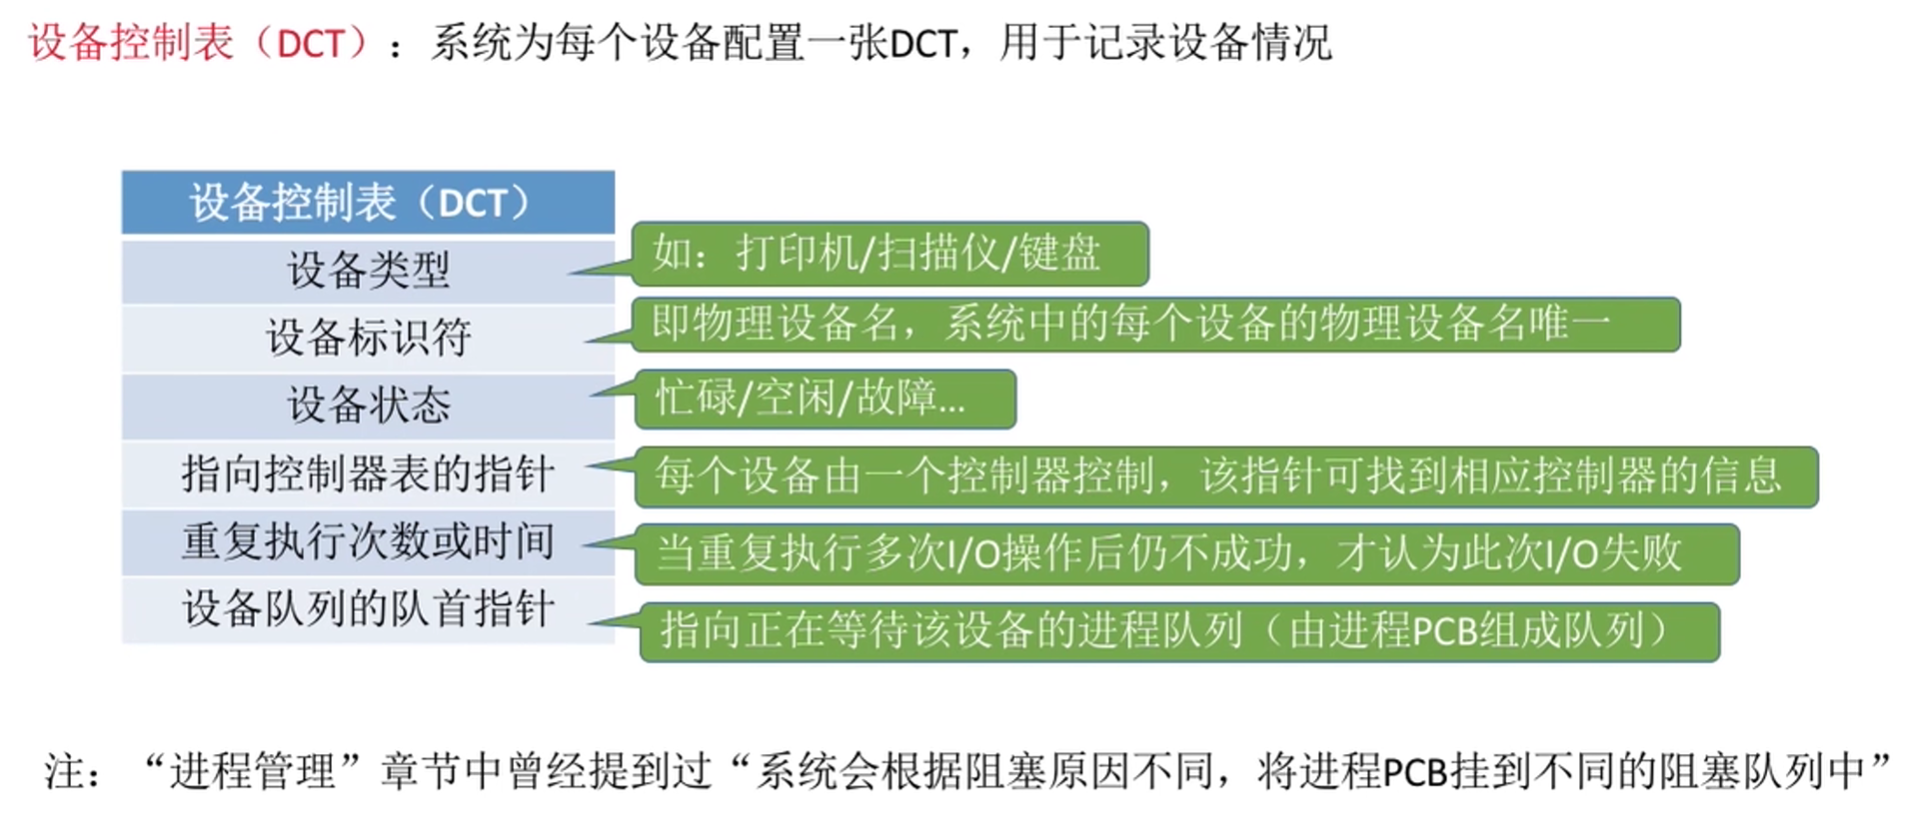 设备控制表（DCT）：系统为每个设备配置一张DCT，用于记录设备情况
设备控制表（DCT）
设备类型
如：打印机/扫描仪/键盘
设备标识符
即物理设备名，系统中的每个设备的物理设备名唯一
设备状态
忙碌/空闲/故障...
指向控制器表的指针
每个设备由一个控制器控制，该指针可找到相应控制器的信息
重复执行次数或时间
当重复执行多次I/O操作后仍不成功，才认为此次I/O失败
设备队列的队首指针
指向正在等待该设备的进程队列（由进程PCB组成队列）
注：“进程管理”章节中曾经提到过“系统会根据阻塞原因不同，将进程PCB挂到不同的阻塞队列中”